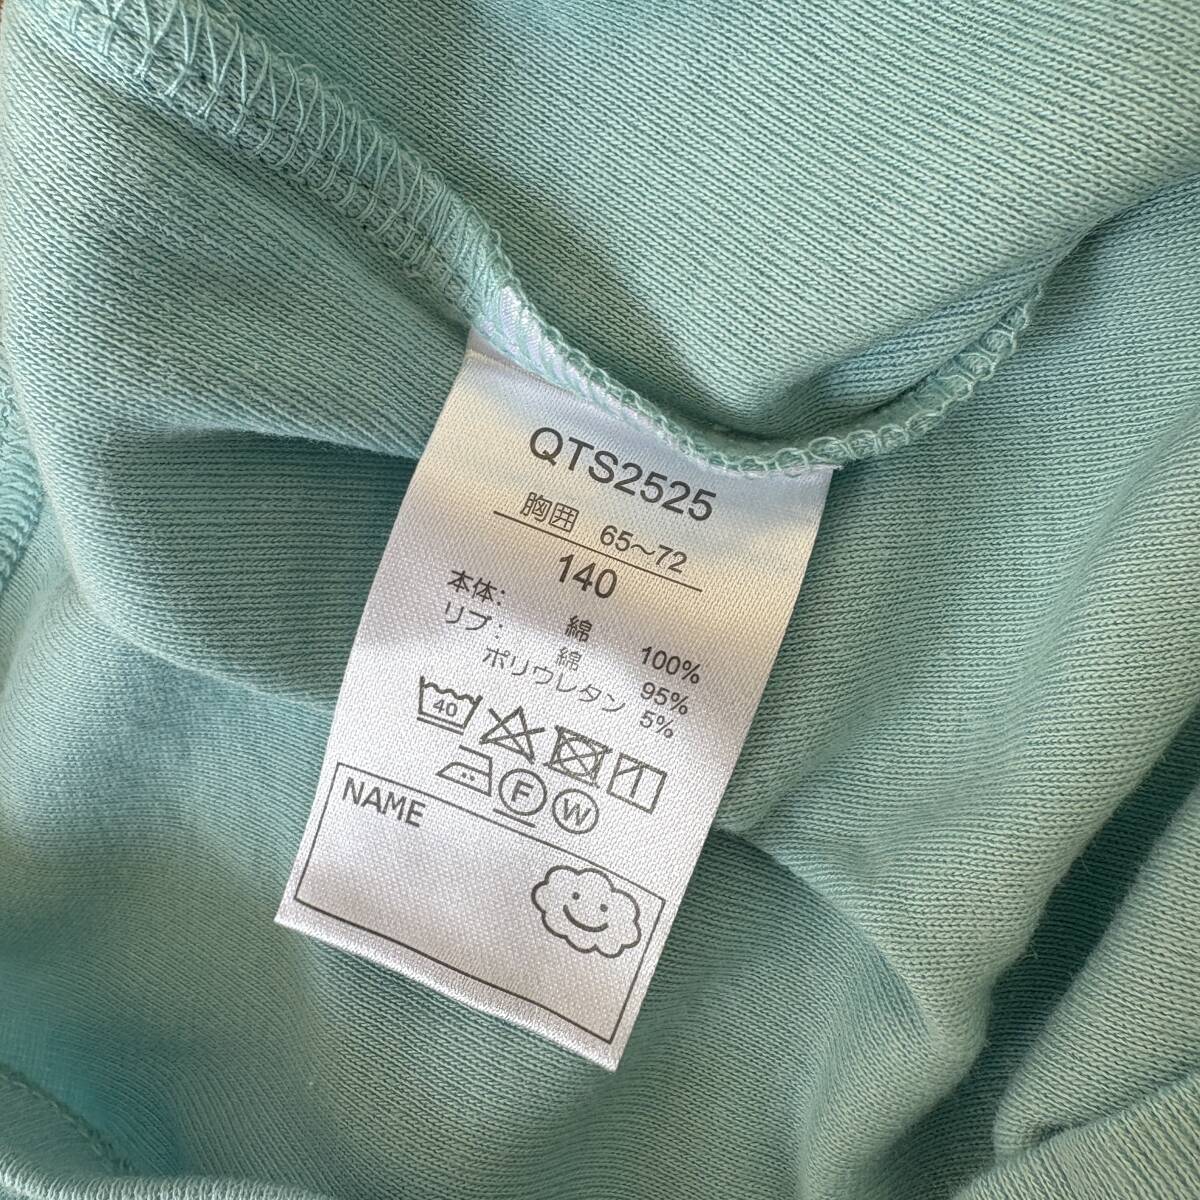 QTS2525
胸囲 65～72
140
本体: 綿 100%
リブ: 綿 95%
ポリウレタン 5%
40
F W
NAME